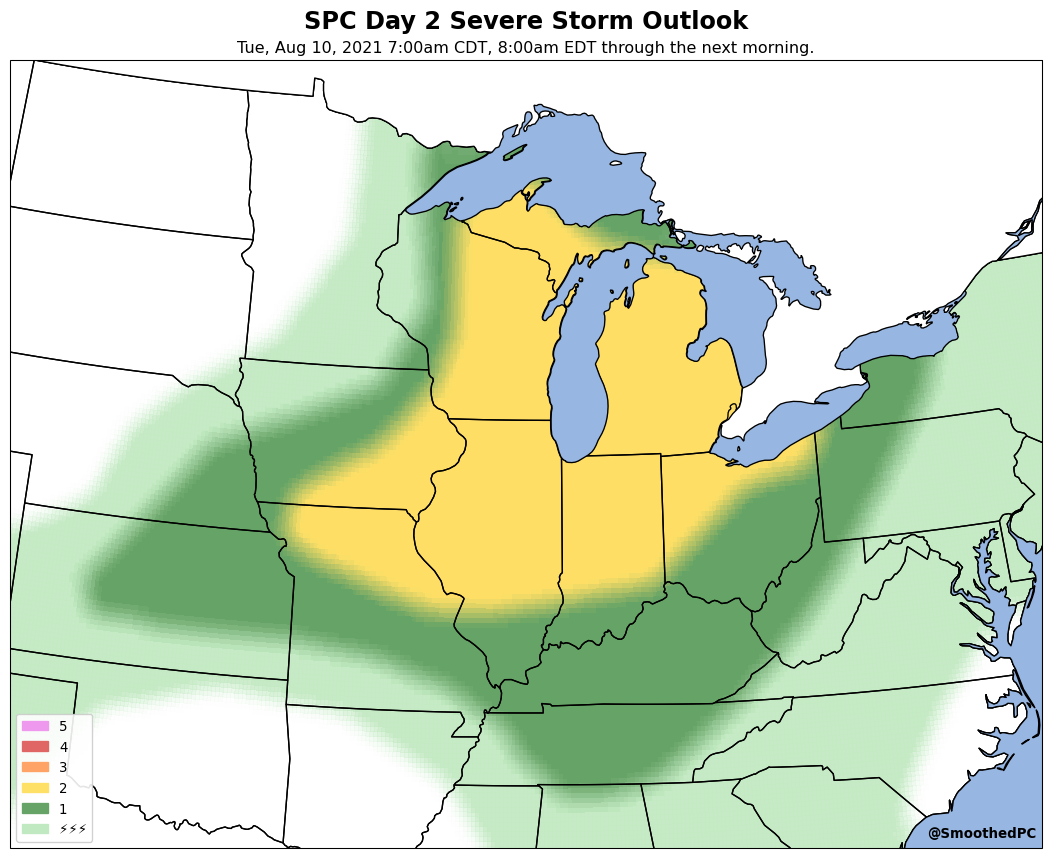 SPC Day 2 Severe Storm Outlook
Tue, Aug 10, 2021 7:00am CDT, 8:00am EDT through the next morning.
5
4
3
2
1
⚡⚡⚡
@SmoothedPC